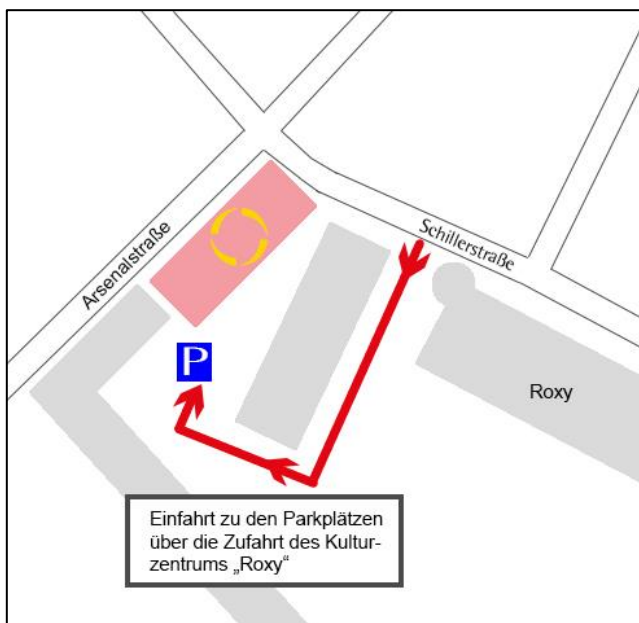 Schillerstraße
Arsenalstraße
P
Roxy
Einfahrt zu den Parkplätzen
über die Zufahrt des Kultur-
zentrums „Roxy“